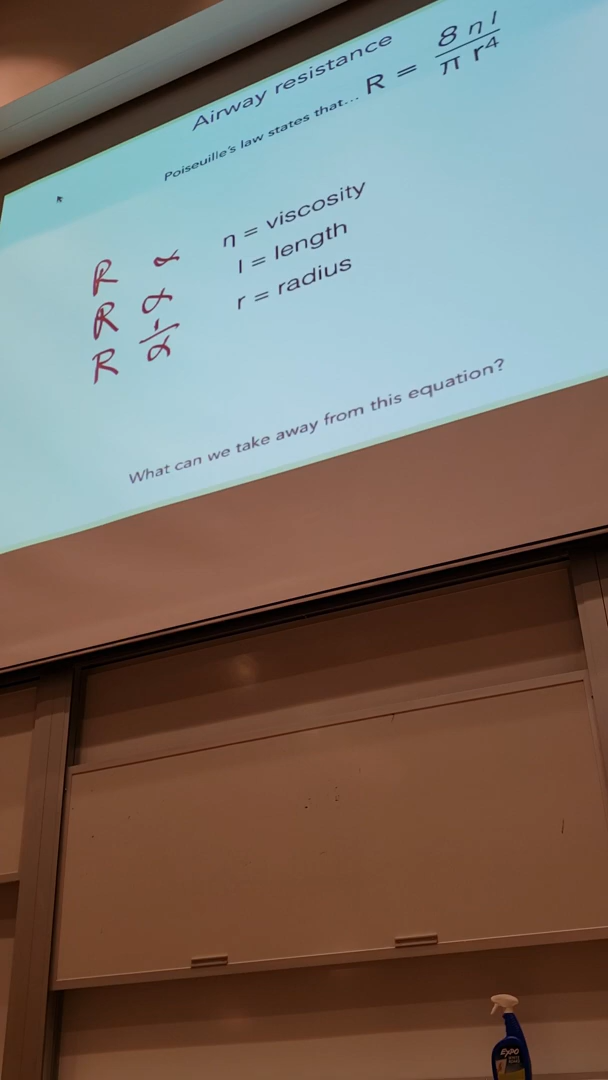 Airway resistance
Poiseuille's law states that... R = 8 η l / π r⁴
R ∝ η = viscosity
R ∝ l = length
R 1/∝ r = radius
What can we take away from this equation?
EXPO